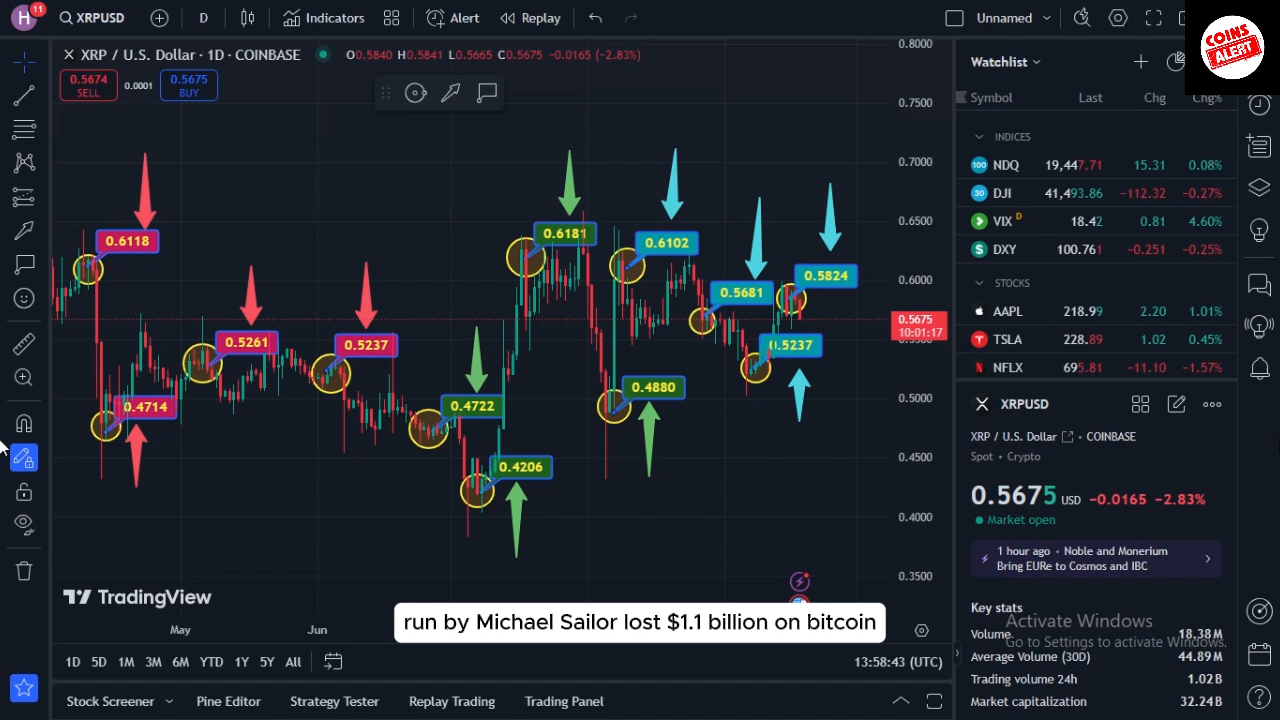 H
11
XRPUSD
D
Indicators
Alert
Replay
Unnamed
COINS
ALERT
XRP / U.S. Dollar · 1D · COINBASE
O0.5840 H0.5841 L0.5665 C0.5675 −0.0165 (−2.83%)
0.5674
SELL
0.0001
0.5675
BUY
0.8000
0.7500
0.7000
0.6500
0.6000
0.5675
10:01:17
0.5000
0.4500
0.4000
0.3500
0.6118
0.4714
0.5261
0.5237
0.4722
0.4206
0.6181
0.4880
0.6102
0.5681
0.5237
0.5824
TradingView
May
Jun
run by Michael Sailor lost $1.1 billion on bitcoin
1D 5D 1M 3M 6M YTD 1Y 5Y All
13:58:43 (UTC)
Stock Screener
Pine Editor
Strategy Tester
Replay Trading
Trading Panel
Watchlist
Symbol Last Chg Chg%
INDICES
100 NDQ 19,447.71 15.31 0.08%
30 DJI 41,493.86 −112.32 −0.27%
VIX D 18.42 0.81 4.60%
$ DXY 100.761 −0.251 −0.25%
STOCKS
AAPL 218.99 2.20 1.01%
TSLA 228.89 1.02 0.45%
NFLX 695.81 −11.10 −1.57%
XRPUSD
XRP / U.S. Dollar · COINBASE
Spot · Crypto
0.5675 USD −0.0165 −2.83%
Market open
1 hour ago · Noble and Monerium
Bring EURe to Cosmos and IBC
Key stats
Activate Windows
Go to Settings to activate Windows.
Volume 18.38M
Average Volume (30D) 44.89M
Trading volume 24h 1.02B
Market capitalization 32.24B